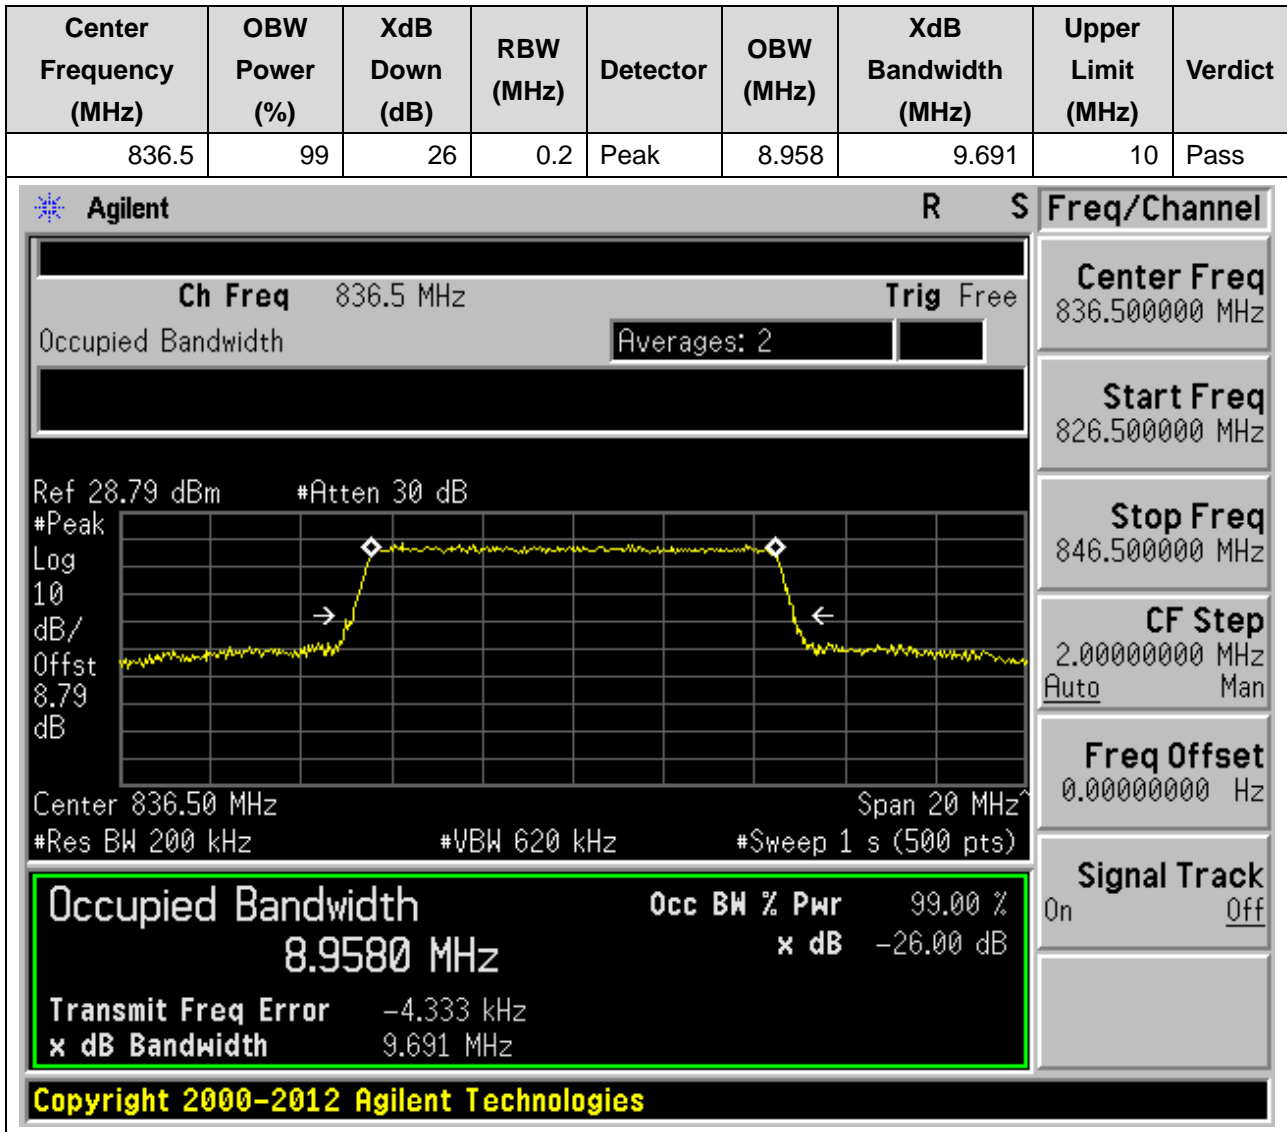 Center Frequency (MHz) OBW Power (%) XdB Down (dB) RBW (MHz) Detector OBW (MHz) XdB Bandwidth (MHz) Upper Limit (MHz) Verdict
836.5 99 26 0.2 Peak 8.958 9.691 10 Pass
Agilent R S Freq/Channel
Ch Freq 836.5 MHz Trig Free
Occupied Bandwidth Averages: 2
Center Freq
836.500000 MHz
Start Freq
826.500000 MHz
Stop Freq
846.500000 MHz
CF Step
2.00000000 MHz
Auto Man
Freq Offset
0.00000000 Hz
Signal Track
On Off
Ref 28.79 dBm #Atten 30 dB
#Peak
Log
10
dB/
Offst
8.79
dB
Center 836.50 MHz Span 20 MHz^
#Res BW 200 kHz #VBW 620 kHz #Sweep 1 s (500 pts)
Occupied Bandwidth Occ BW % Pwr 99.00 %
8.9580 MHz x dB -26.00 dB
Transmit Freq Error -4.333 kHz
x dB Bandwidth 9.691 MHz
Copyright 2000-2012 Agilent Technologies